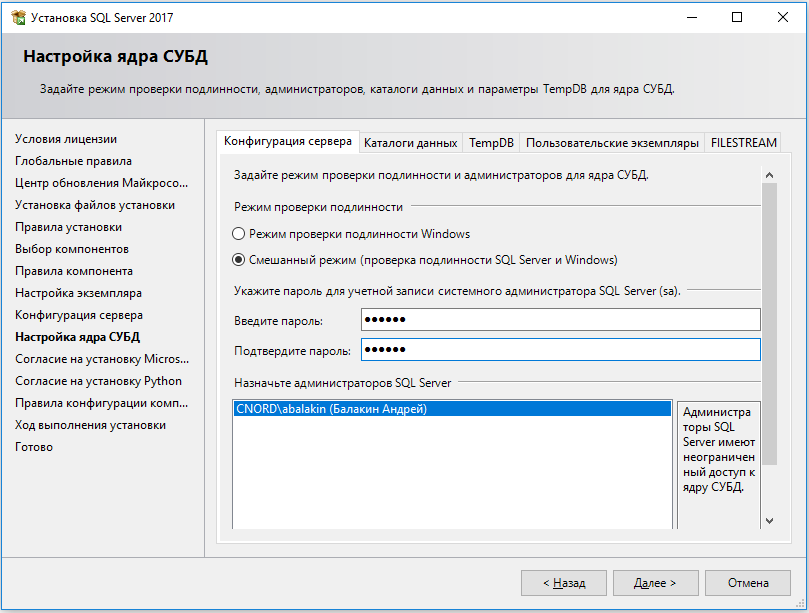 Установка SQL Server 2017
Настройка ядра СУБД
Задайте режим проверки подлинности, администраторов, каталоги данных и параметры TempDB для ядра СУБД.
Условия лицензии
Глобальные правила
Центр обновления Майкросо...
Установка файлов установки
Правила установки
Выбор компонентов
Правила компонента
Настройка экземпляра
Конфигурация сервера
Настройка ядра СУБД
Согласие на установку Micros...
Согласие на установку Python
Правила конфигурации комп...
Ход выполнения установки
Готово
Конфигурация сервера
Каталоги данных
TempDB
Пользовательские экземпляры
FILESTREAM
Задайте режим проверки подлинности и администраторов для ядра СУБД.
Режим проверки подлинности
Режим проверки подлинности Windows
Смешанный режим (проверка подлинности SQL Server и Windows)
Укажите пароль для учетной записи системного администратора SQL Server (sa).
Введите пароль:
●●●●●●
Подтвердите пароль:
●●●●●●
Назначьте администраторов SQL Server
CNORD\abalakin (Балакин Андрей)
Администра
торы SQL
Server имеют
неограничен
ный доступ к
ядру СУБД.
< Назад
Далее >
Отмена